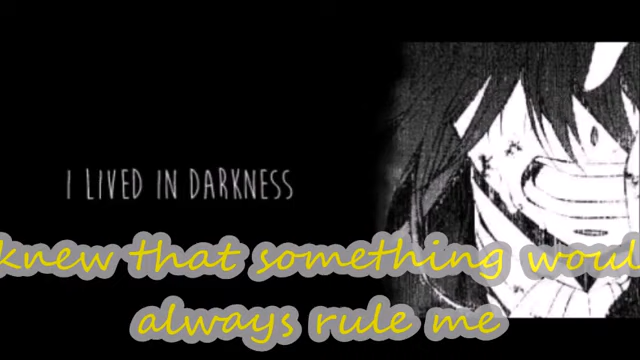 I LIVED IN DARKNESS
knew that something woul
always rule me